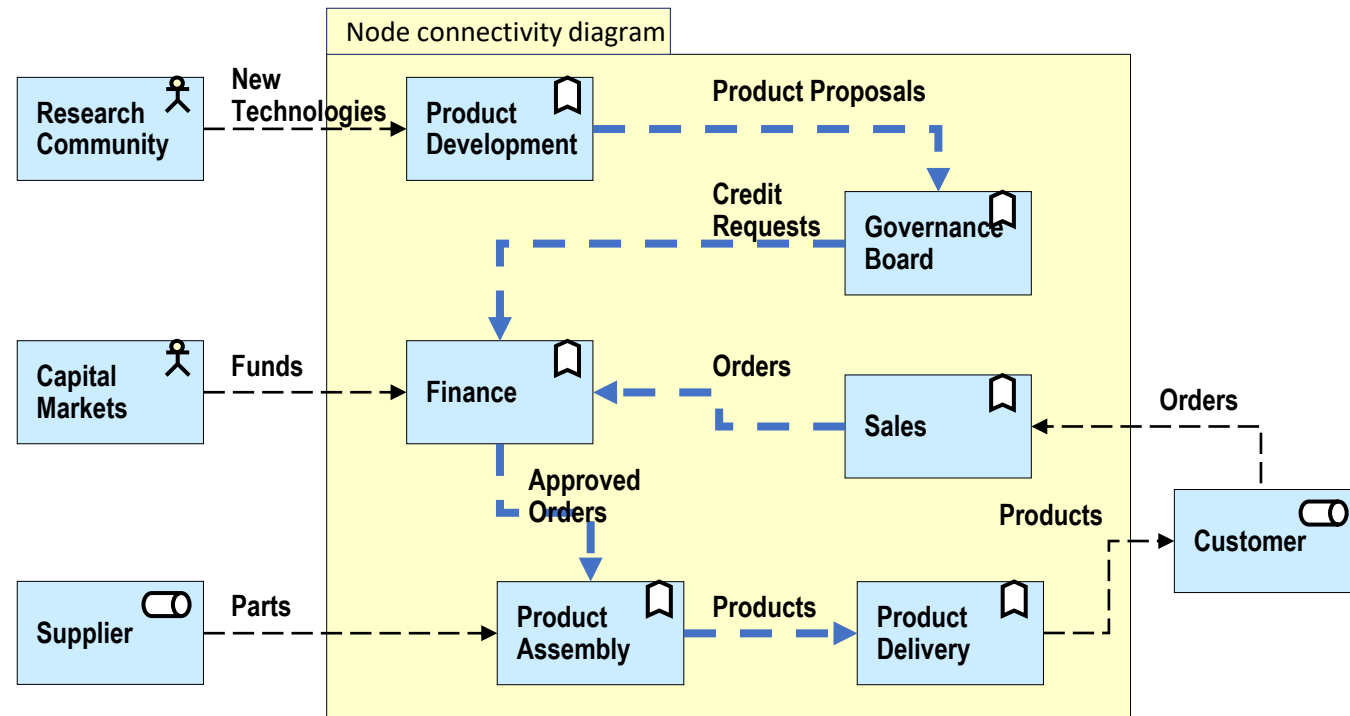 Node connectivity diagram
New
Technologies
Research
Community
Product
Development
Product Proposals
Credit
Requests
Governance
Board
Capital
Markets
Funds
Finance
Orders
Sales
Orders
Approved
Orders
Products
Customer
Supplier
Parts
Product
Assembly
Products
Product
Delivery